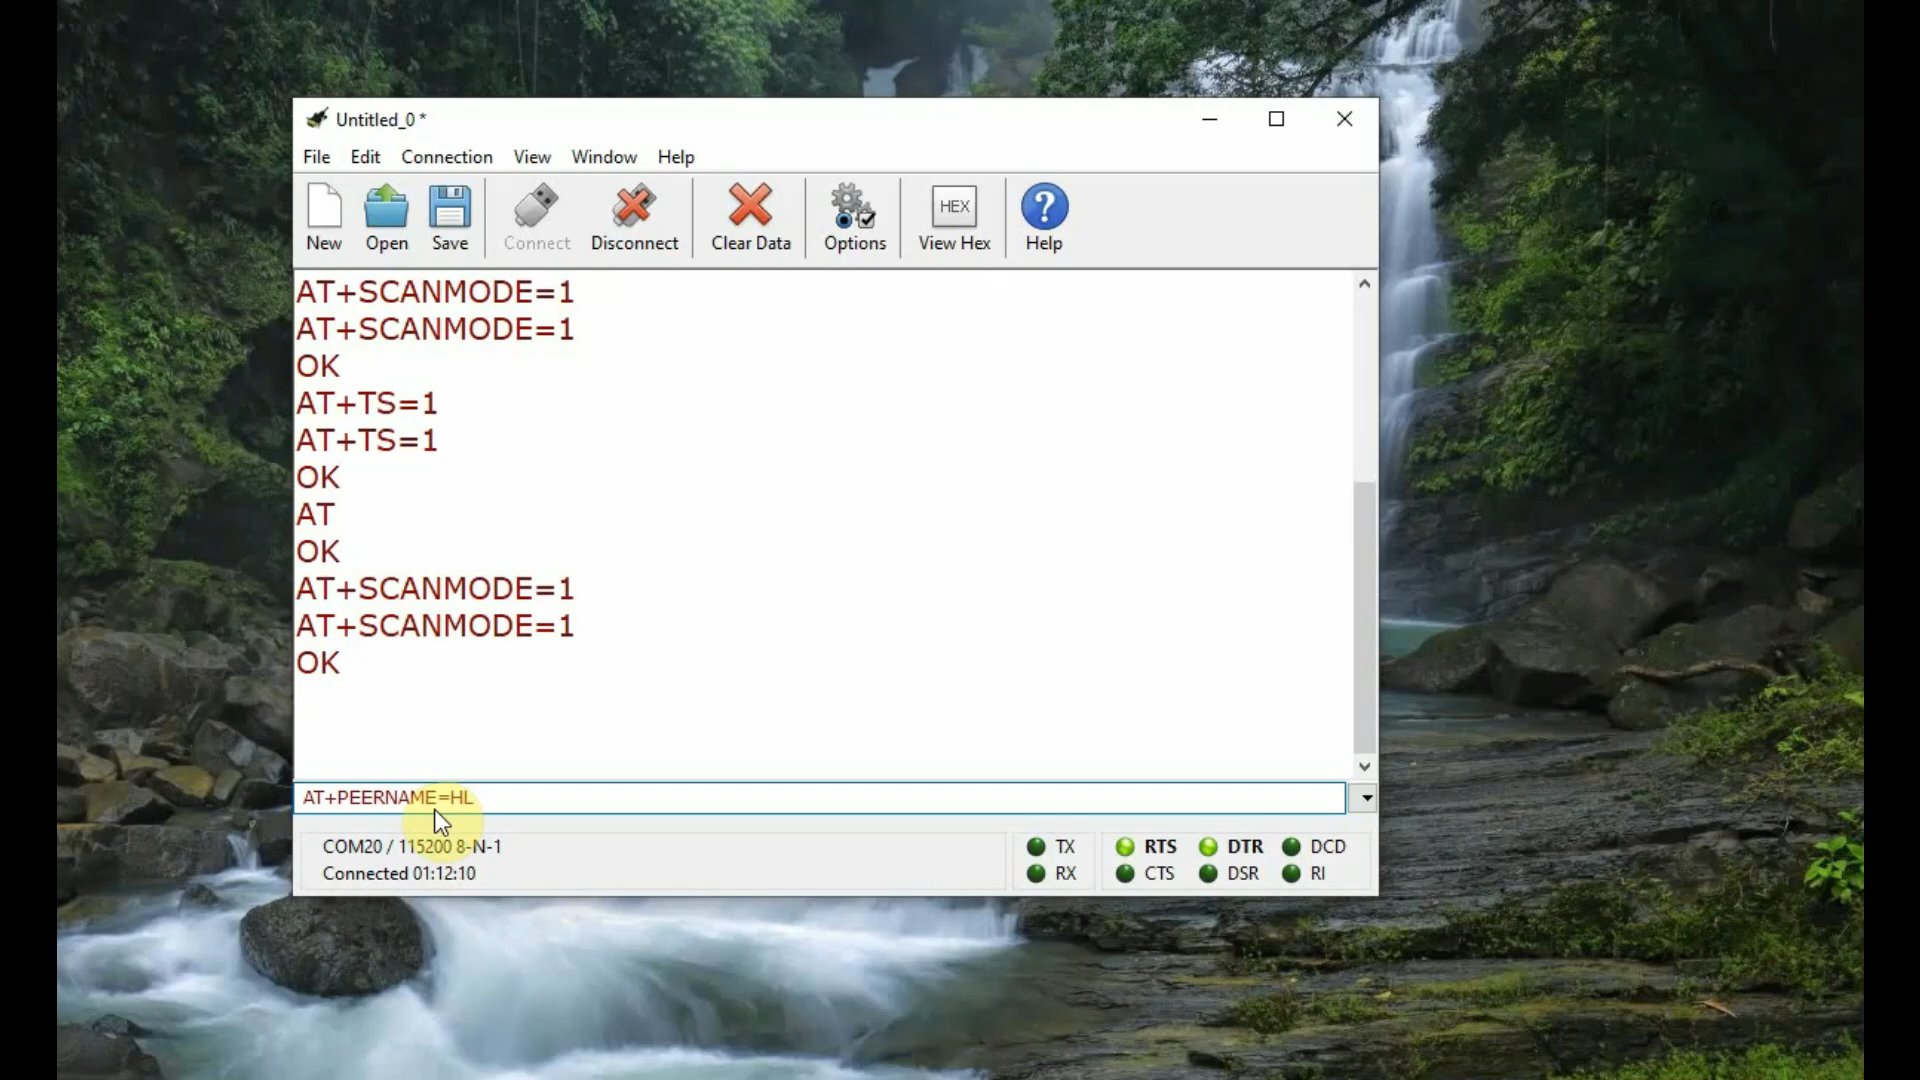 Untitled_0 *
File Edit Connection View Window Help
HEX
New Open Save Connect Disconnect Clear Data Options View Hex Help
AT+SCANMODE=1
AT+SCANMODE=1
OK
AT+TS=1
AT+TS=1
OK
AT
OK
AT+SCANMODE=1
AT+SCANMODE=1
OK
AT+PEERNAME=HL
COM20 / 115200 8-N-1 TX RTS DTR DCD
Connected 01:12:10 RX CTS DSR RI